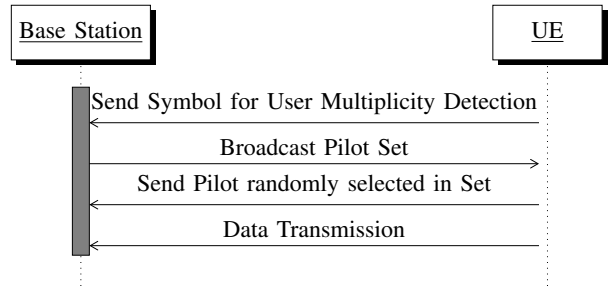 Base Station
UE
Send Symbol for User Multiplicity Detection
Broadcast Pilot Set
Send Pilot randomly selected in Set
Data Transmission